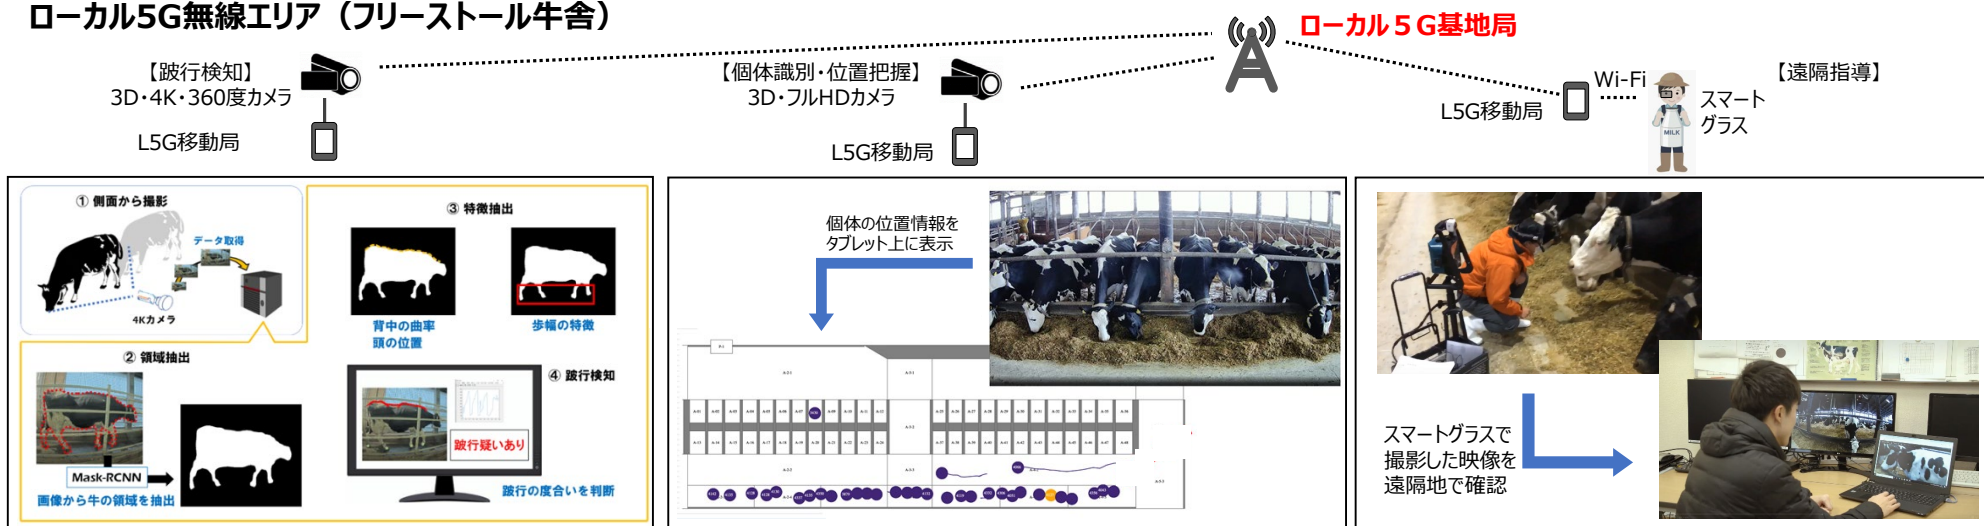 ローカル5G無線エリア（フリーストール牛舎）
ローカル５G基地局
【跛行検知】
3D・4K・360度カメラ
L5G移動局
【個体識別・位置把握】
3D・フルHDカメラ
L5G移動局
L5G移動局
Wi-Fi
スマート
グラス
【遠隔指導】
MILK
① 側面から撮影
データ取得
4Kカメラ
② 領域抽出
Mask-RCNN
画像から牛の領域を抽出
③ 特徴抽出
背中の曲率
頭の位置
歩幅の特徴
④ 跛行検知
跛行疑いあり
跛行の度合いを判断
個体の位置情報を
タブレット上に表示
スマートグラスで
撮影した映像を
遠隔地で確認